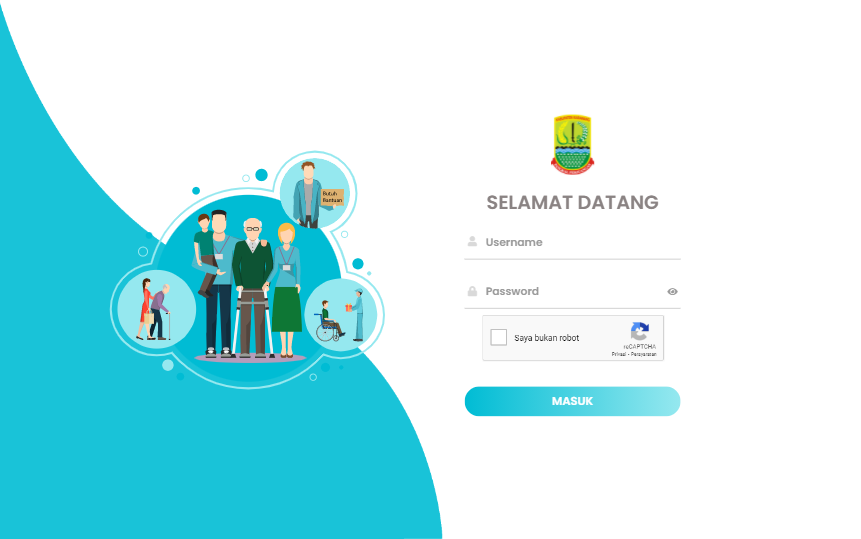 Butuh
Bantuan
SELAMAT DATANG
Username
Password
Saya bukan robot
reCAPTCHA
Privasi - Persyaratan
MASUK